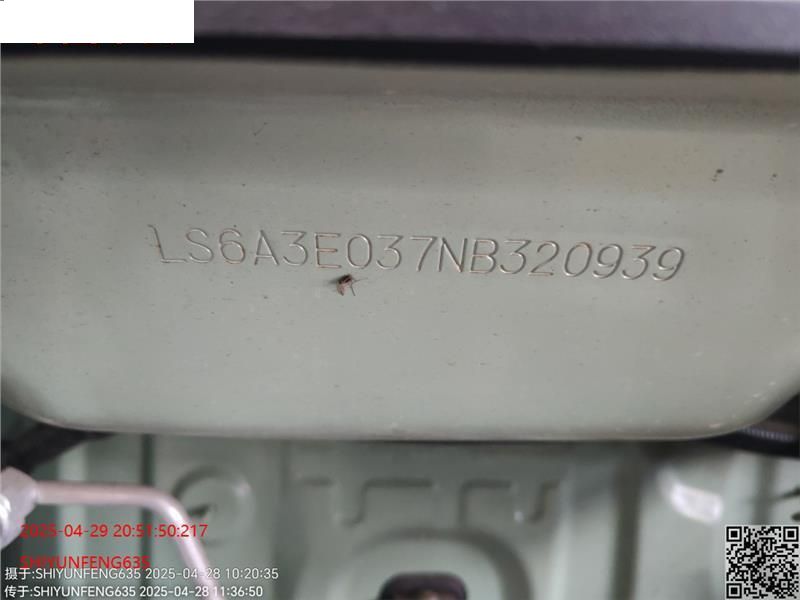 LS6A3E037NB320939
2025-04-29 20:51:50:217
SHIYUNFENG635
摄于:SHIYUNFENG635 2025-04-28 10:20:35
传于:SHIYUNFENG635 2025-04-28 11:36:50